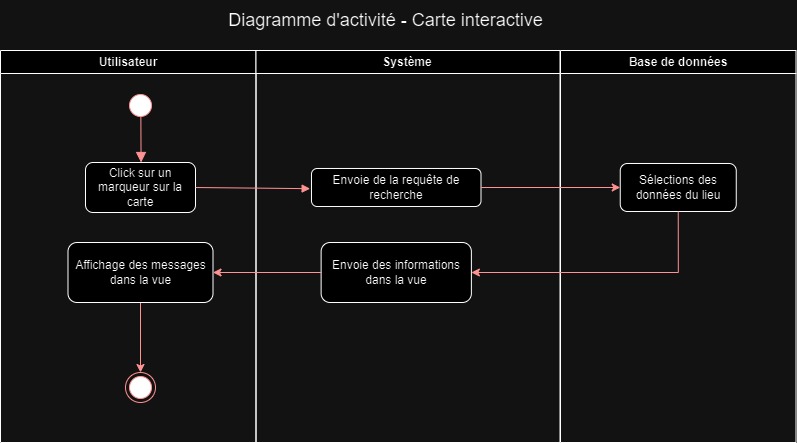 Diagramme d'activité - Carte interactive
Utilisateur
Système
Base de données
Click sur un
marqueur sur la
carte
Envoie de la requête de
recherche
Sélections des
données du lieu
Affichage des messages
dans la vue
Envoie des informations
dans la vue